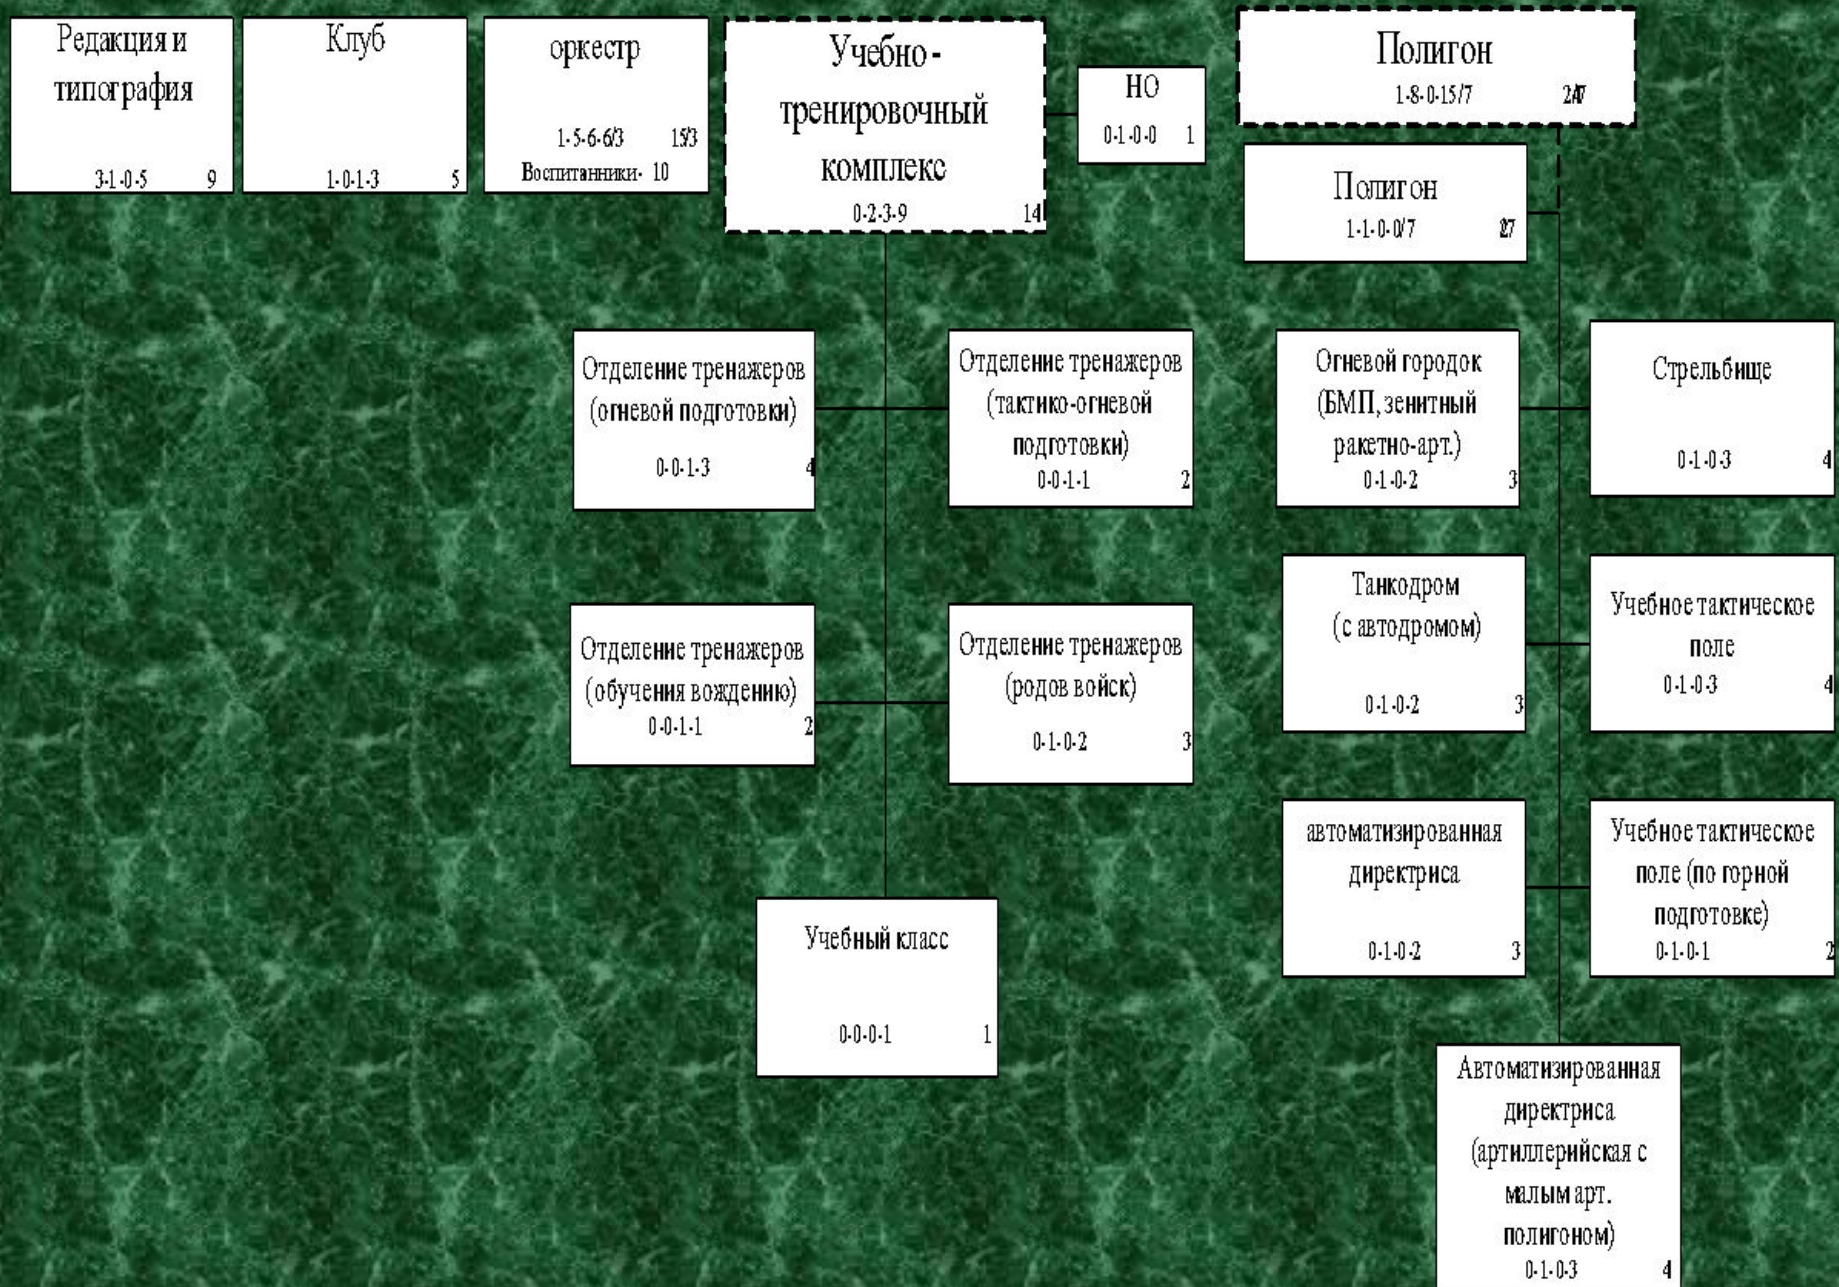 Редакция и
типография
3-1-0-5 9
Клуб
1-0-1-3 5
оркестр
1-5-6-6/3 15/3
Воспитанники- 10
Учебно-
тренировочный
комплекс
0-2-3-9 14
НО
0-1-0-0 1
Полигон
1-8-0-15/7
Полигон
1-1-0-0/7
Отделение тренажеров
(огневой подготовки)
0-0-1-3 4
Отделение тренажеров
(тактико-огневой
подготовки)
0-0-1-1 2
Огневой городок
(БМП, зенитный
ракетно-арт.)
0-1-0-2 3
Стрельбище
0-1-0-3 4
Отделение тренажеров
(обучения вождению)
0-0-1-1 2
Отделение тренажеров
(родов войск)
0-1-0-2 3
Танкодром
(с автодромом)
0-1-0-2 3
Учебное тактическое
поле
0-1-0-3 4
автоматизированная
директриса
0-1-0-2 3
Учебное тактическое
поле (по горной
подготовке)
0-1-0-1 2
Учебный класс
0-0-0-1 1
Автоматизированная
директриса
(артиллерийская с
малым арт.
полигоном)
0-1-0-3 4